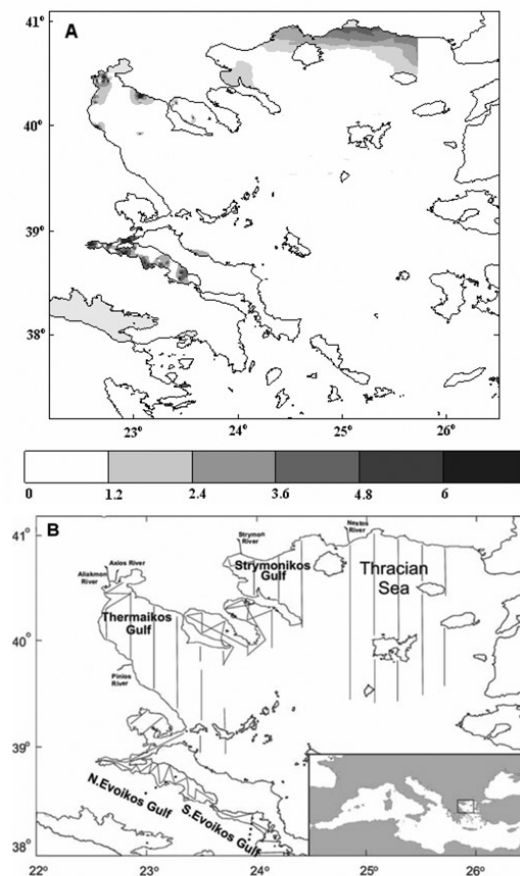 41°
A
40°
39°
38°
23° 24° 25° 26°
0 1.2 2.4 3.6 4.8 6
B
41°
Strymon
River
Nestos
River
Axios River
Aliakmon
River
Strymonikos
Gulf
Thracian
Sea
Thermaikos
Gulf
40°
Pinios
River
39°
N.Evoikos Gulf
S.Evoikos Gulf
38°
22° 23° 24° 25° 26°